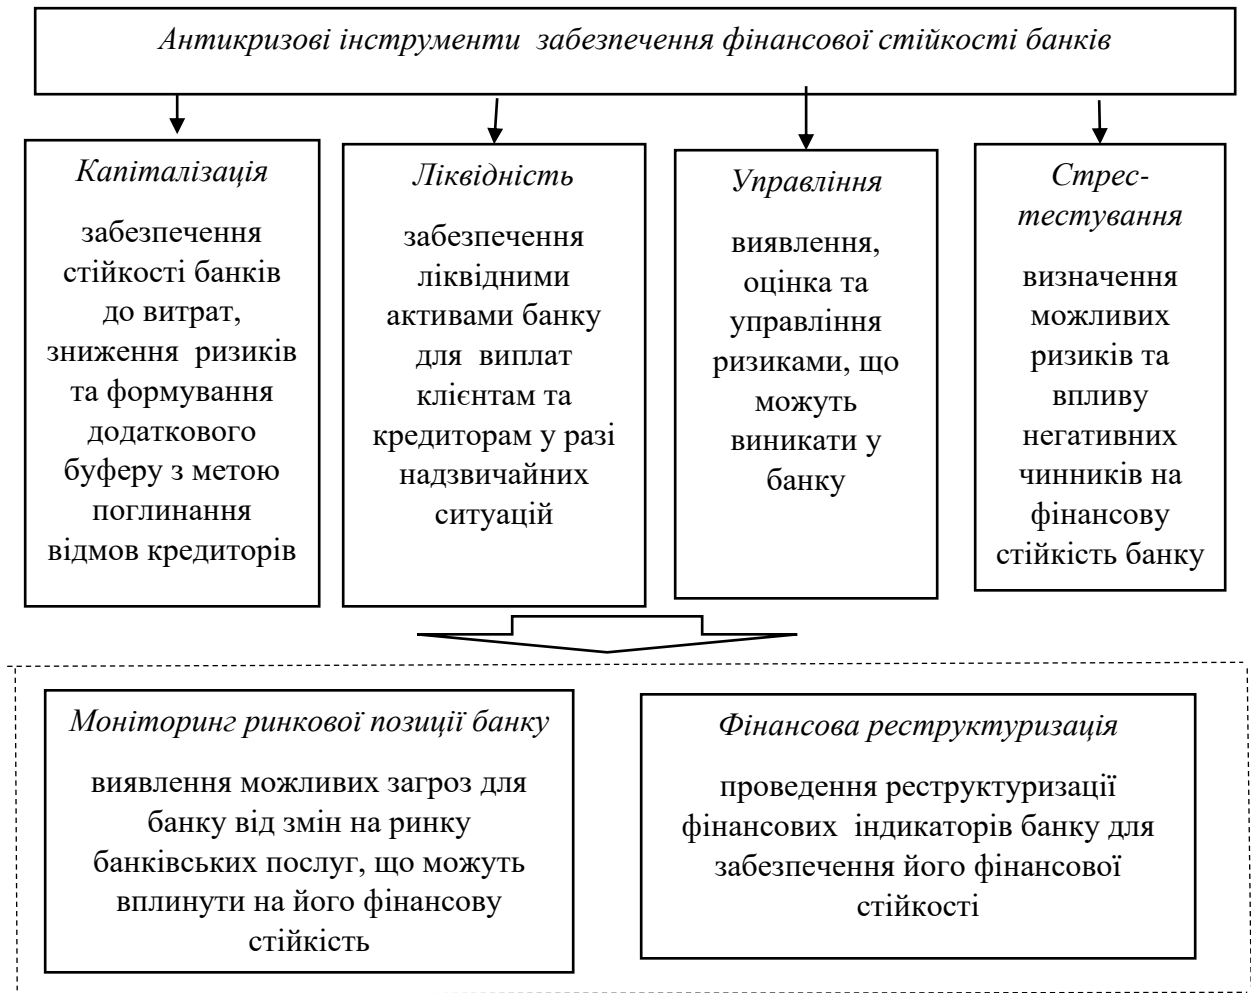 Антикризові інструменти забезпечення фінансової стійкості банків
Капіталізація
забезпечення
стійкості банків
до витрат,
зниження ризиків
та формування
додаткового
буферу з метою
поглинання
відмов кредиторів
Ліквідність
забезпечення
ліквідними
активами банку
для виплат
клієнтам та
кредиторам у разі
надзвичайних
ситуацій
Управління
виявлення,
оцінка та
управління
ризиками, що
можуть
виникати у
банку
Стрес-
тестування
визначення
можливих
ризиків та
впливу
негативних
чинників на
фінансову
стійкість банку
Моніторинг ринкової позиції банку
виявлення можливих загроз для
банку від змін на ринку
банківських послуг, що можуть
вплинути на його фінансову
стійкість
Фінансова реструктуризація
проведення реструктуризації
фінансових індикаторів банку для
забезпечення його фінансової
стійкості